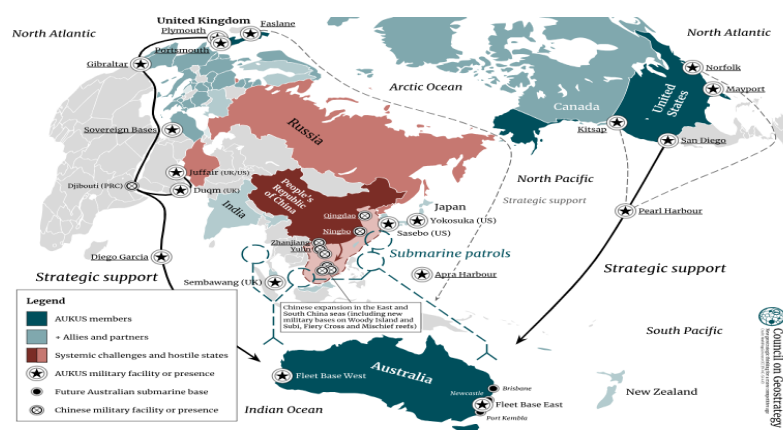 United Kingdom
Faslane
Plymouth
Portsmouth
North Atlantic
North Atlantic
Gibraltar
Norfolk
Arctic Ocean
Mayport
United
States
Canada
Kitsap
Sovereign Bases
Russia
San Diego
Juffair (UK/US)
Djibouti (PRC)
Duqm (UK)
People's
Republic
of China
North Pacific
Strategic support
India
Japan
Qingdao
Yokosuka (US)
Pearl Harbour
Ningbo
Sasebo (US)
Zhanjiang
Yulin
Submarine patrols
Diego Garcia
Strategic support
Strategic support
Apra Harbour
Sembawang (UK)
Legend
AUKUS members
+ Allies and partners
Systemic challenges and hostile states
AUKUS military facility or presence
Future Australian submarine base
Chinese military facility or presence
Chinese expansion in the East and
South China seas (including new
military bases on Woody Island and
Subi, Fiery Cross and Mischief reefs)
South Pacific
Australia
Fleet Base West
Newcastle
Brisbane
Fleet Base East
Port Kembla
New Zealand
Indian Ocean
Council on Geostrategy